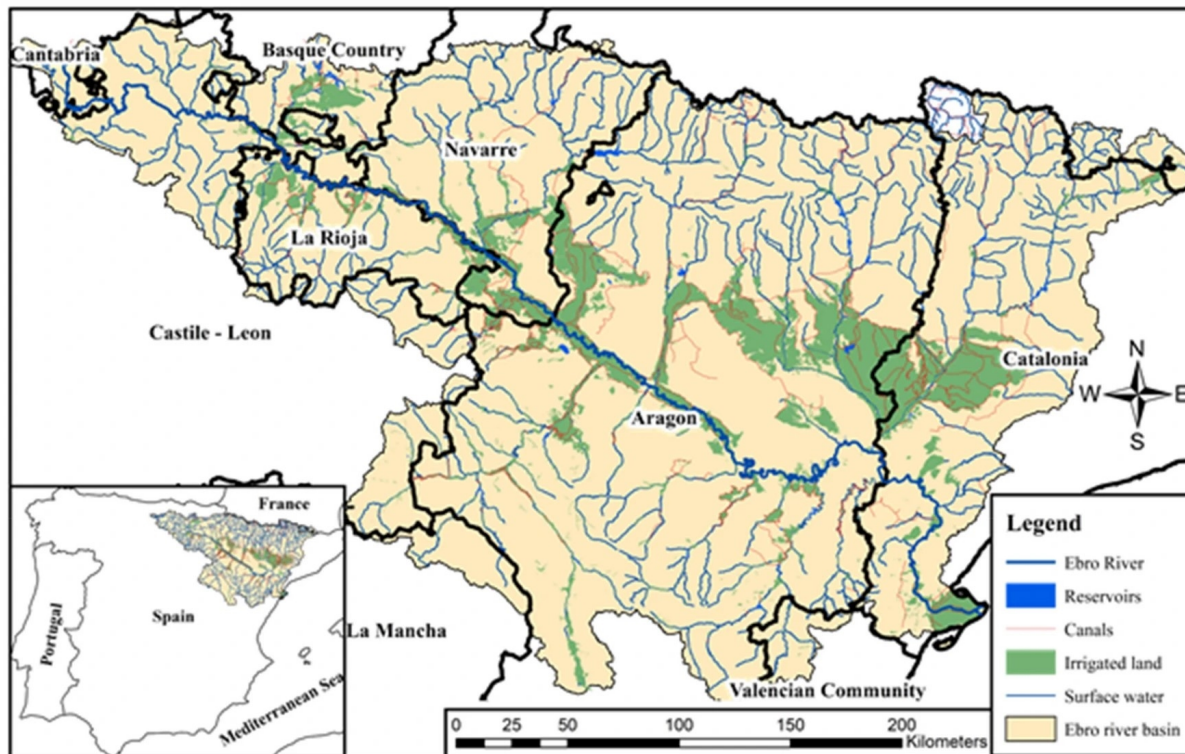 Cantabria
Basque Country
Navarre
La Rioja
Castile - Leon
Catalonia
Aragon
N
W E
S
France
Portugal
Spain
Mediterranean Sea
La Mancha
Valencian Community
Legend
Ebro River
Reservoirs
Canals
Irrigated land
Surface water
Ebro river basin
0 25 50 100 150 200
Kilometers